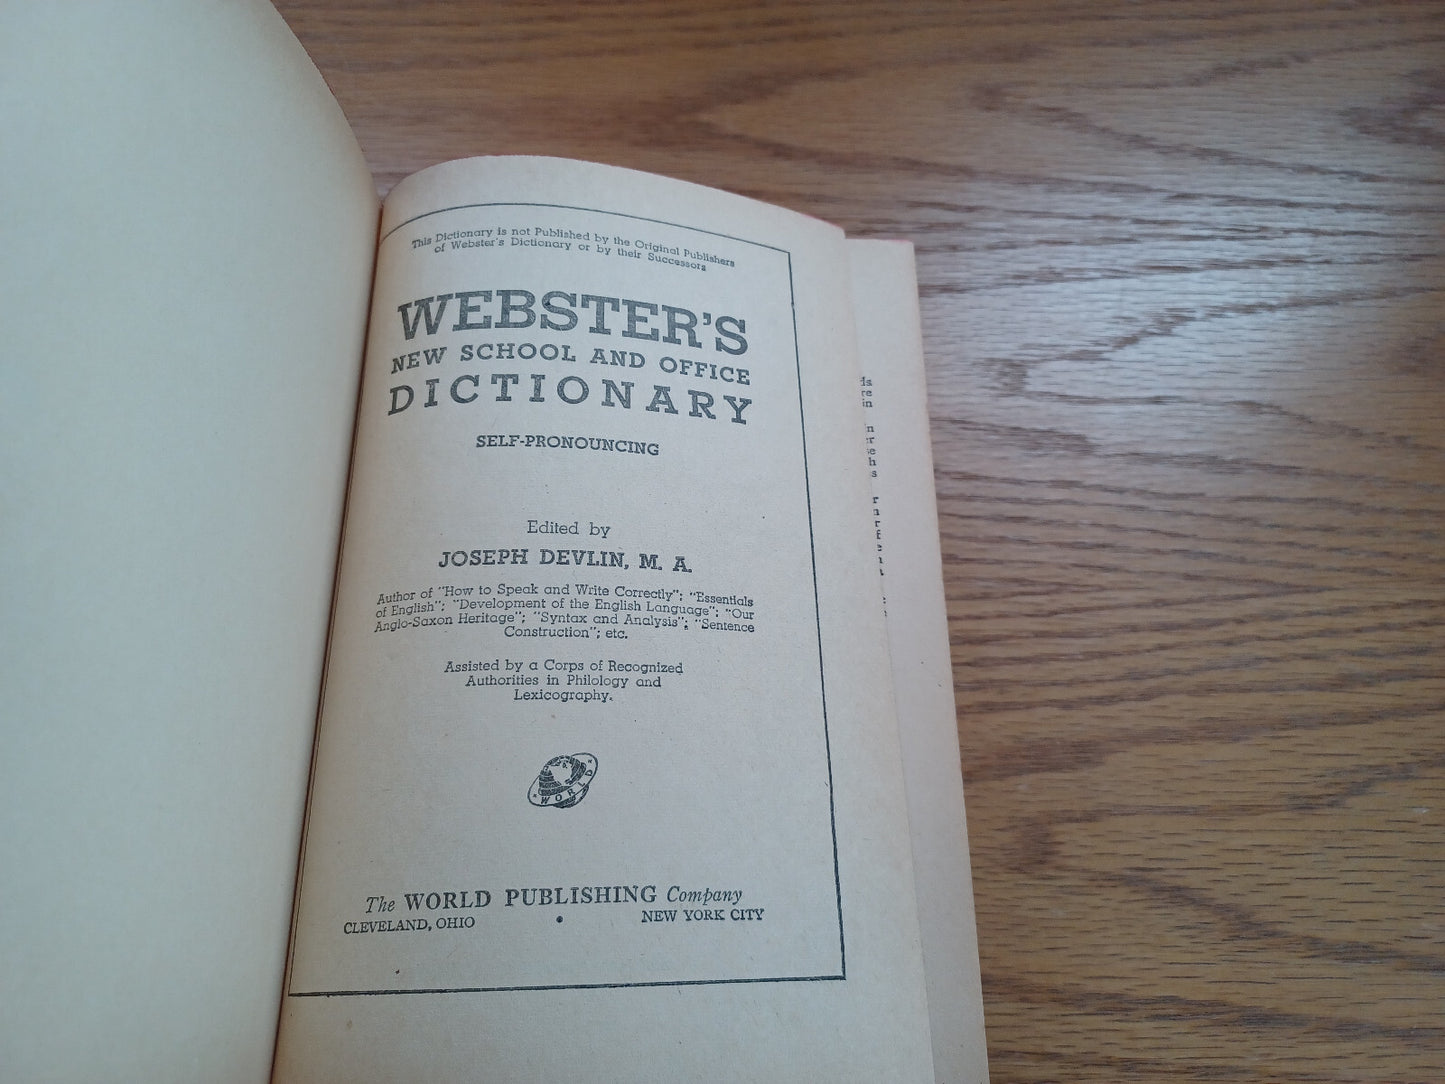 This Dictionary is not Published by the Original Publishers
of Webster's Dictionary or by their Successors
WEBSTER'S
NEW SCHOOL AND OFFICE
DICTIONARY
SELF-PRONOUNCING
Edited by
JOSEPH DEVLIN, M. A.
Author of "How to Speak and Write Correctly"; "Essentials
of English"; "Development of the English Language"; "Our
Anglo-Saxon Heritage"; "Syntax and Analysis"; "Sentence
Construction"; etc.
Assisted by a Corps of Recognized
Authorities in Philology and
Lexicography.
WORLD
The WORLD PUBLISHING Company
CLEVELAND, OHIO • NEW YORK CITY